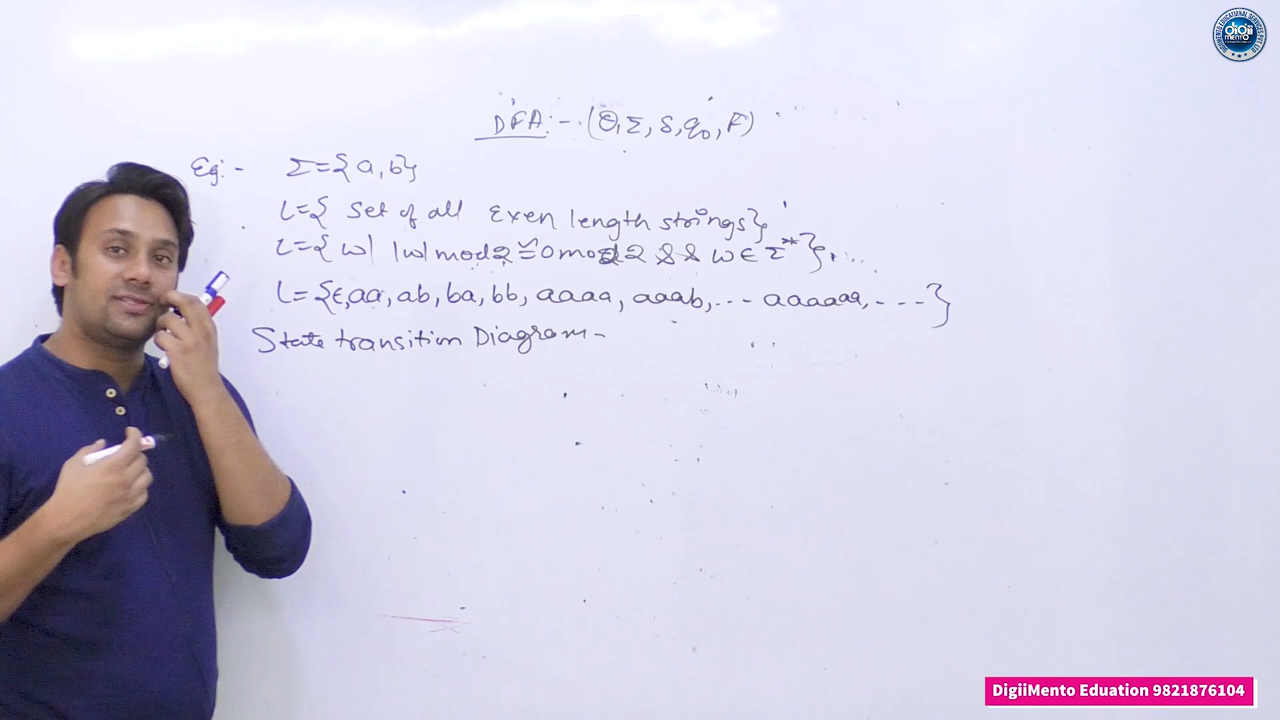 DFA:- (Q, Σ, δ, q0, F)
Eg:- Σ={a,b}
L={ Set of all Even length strings}
L={ w| |w| mod 2 ≅ 0 mod 2 && w ∈ Σ* }
L={ϵ,aa, ab, ba, bb, aaaa, aaab, --- aaaaaa, - --- }
State transition Diagram-
DigiiMento Eduation 9821876104